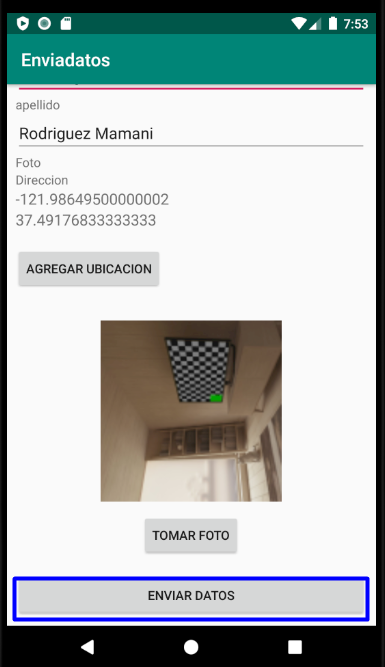 7:53
Enviadatos
apellido
Rodriguez Mamani
Foto
Direccion
-121.98649500000002
37.49176833333333
AGREGAR UBICACION
TOMAR FOTO
ENVIAR DATOS